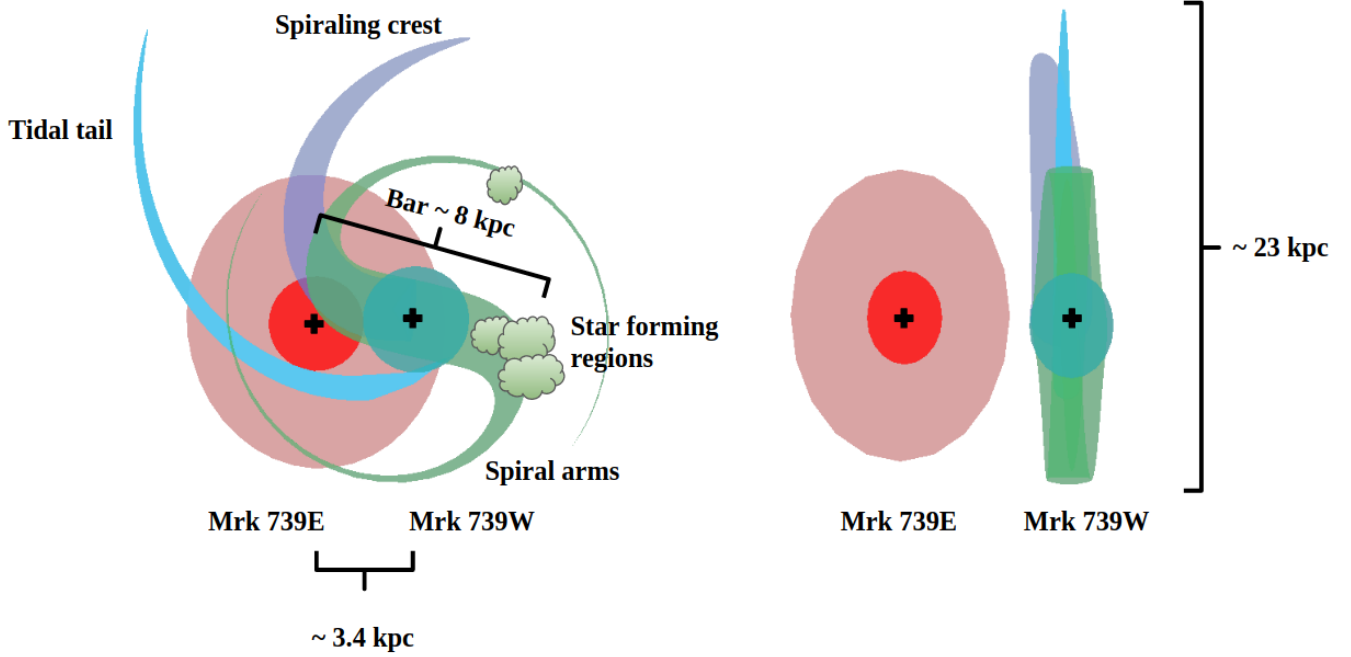 Spiraling crest
Tidal tail
Bar ~ 8 kpc
Star forming
regions
Spiral arms
Mrk 739E
Mrk 739W
~ 3.4 kpc
~ 23 kpc
Mrk 739E
Mrk 739W